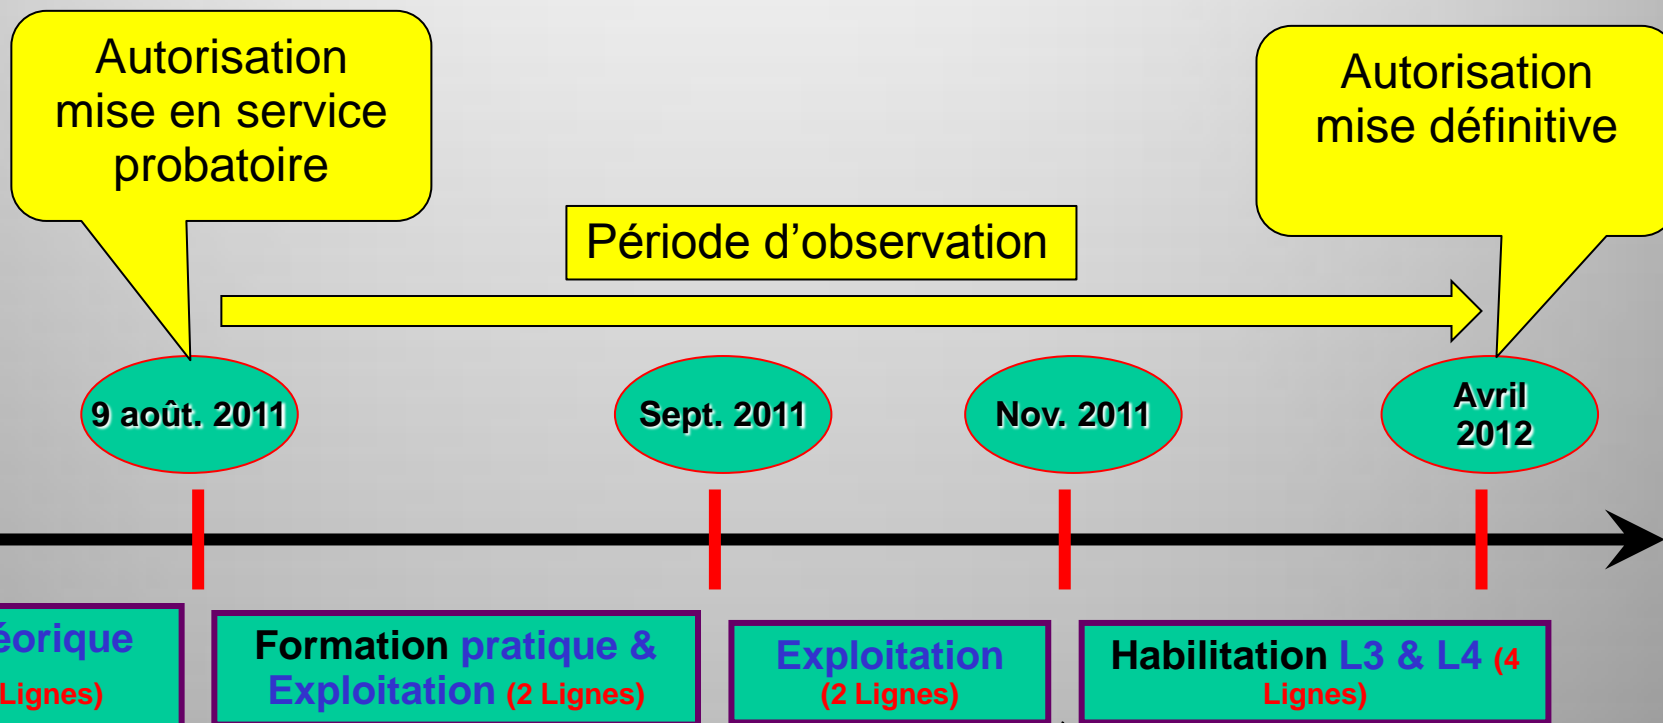 Autorisation
mise en service
probatoire
Autorisation
mise définitive
Période d’observation
9 août. 2011
Sept. 2011
Nov. 2011
Avril
2012
éorique
Lignes)
Formation pratique &
Exploitation (2 Lignes)
Exploitation
(2 Lignes)
Habilitation L3 & L4 (4
Lignes)